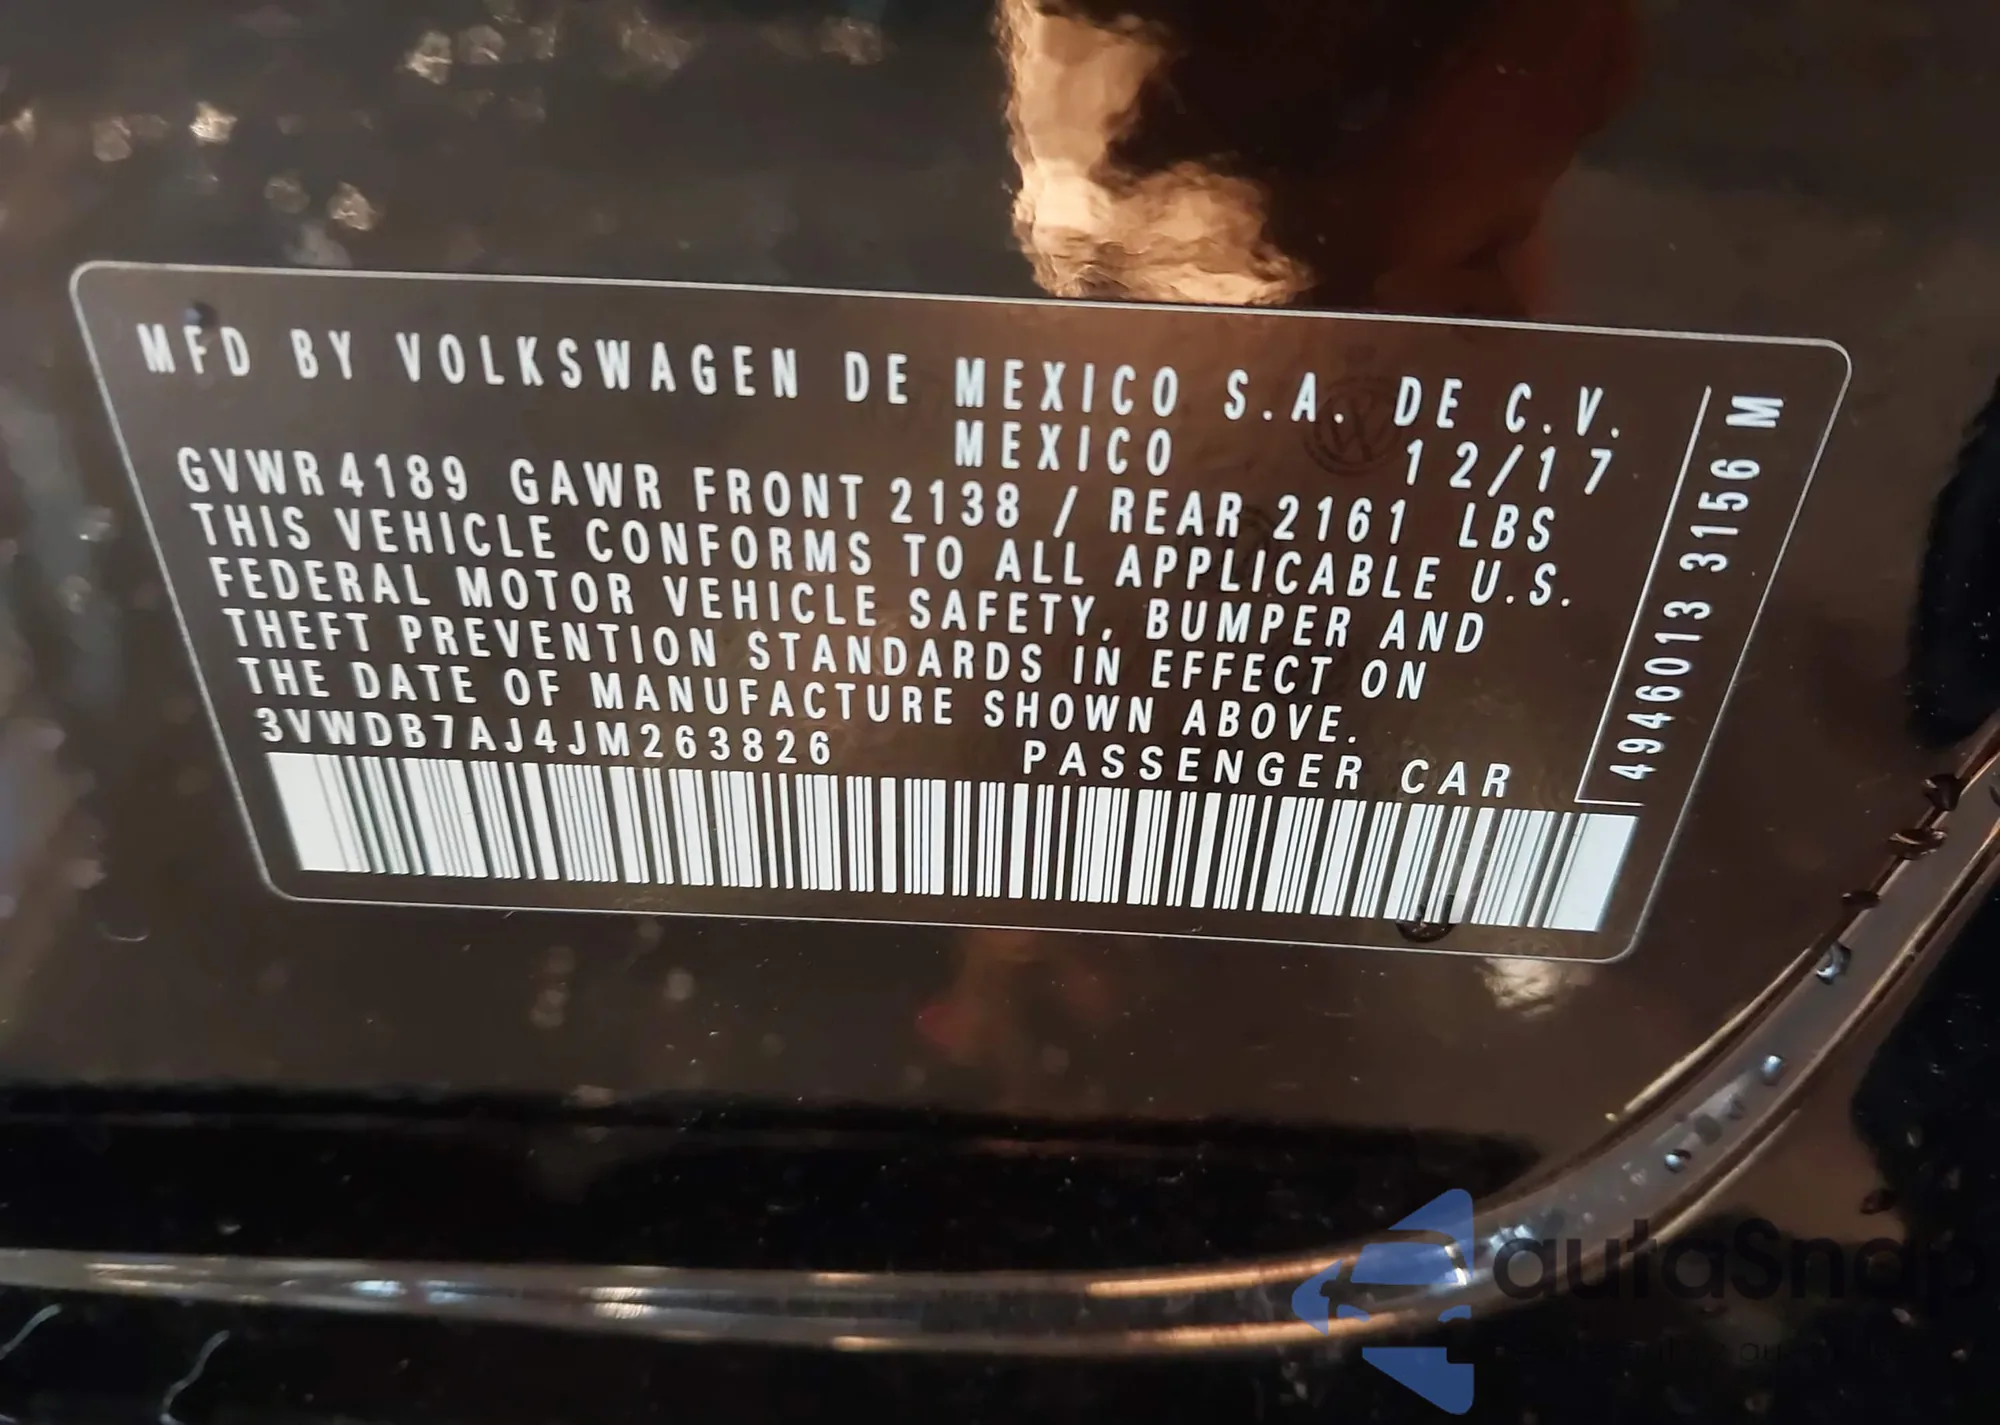 MFD BY VOLKSWAGEN DE MEXICO S.A. DE C.V.
MEXICO 12/17
GVWR 4189 GAWR FRONT 2138 / REAR 2161 LBS
THIS VEHICLE CONFORMS TO ALL APPLICABLE U.S.
FEDERAL MOTOR VEHICLE SAFETY, BUMPER AND
THEFT PREVENTION STANDARDS IN EFFECT ON
THE DATE OF MANUFACTURE SHOWN ABOVE.
3VWDB7AJ4JM263826 PASSENGER CAR
4946013 3156 M
autaSnap